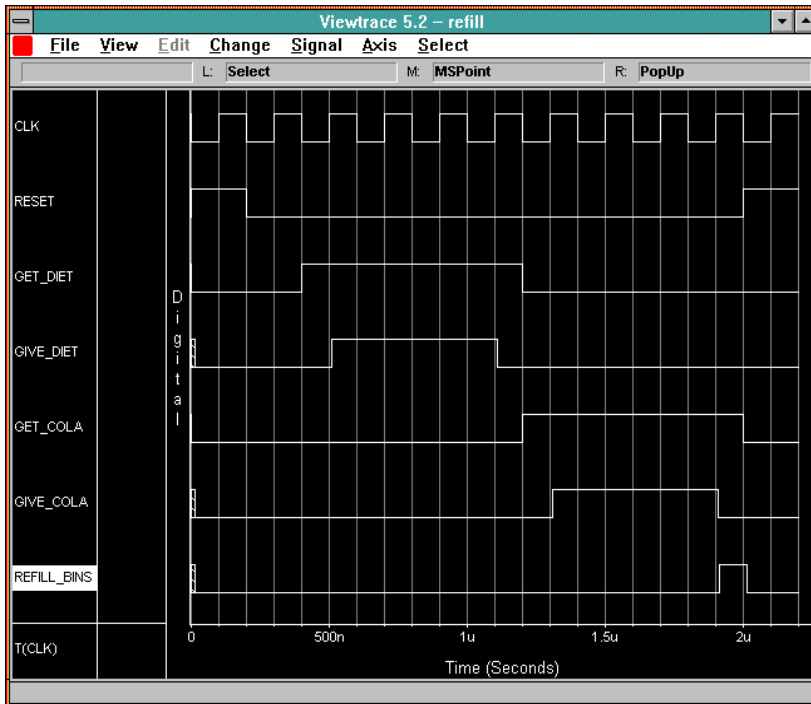 Viewtrace 5.2 – refill
File View Edit Change Signal Axis Select
L: Select M: MSPoint R: PopUp
CLK
RESET
GET_DIET
GIVE_DIET
GET_COLA
GIVE_COLA
REFILL_BINS
T(CLK)
Digital
0 500n 1u 1.5u 2u
Time (Seconds)